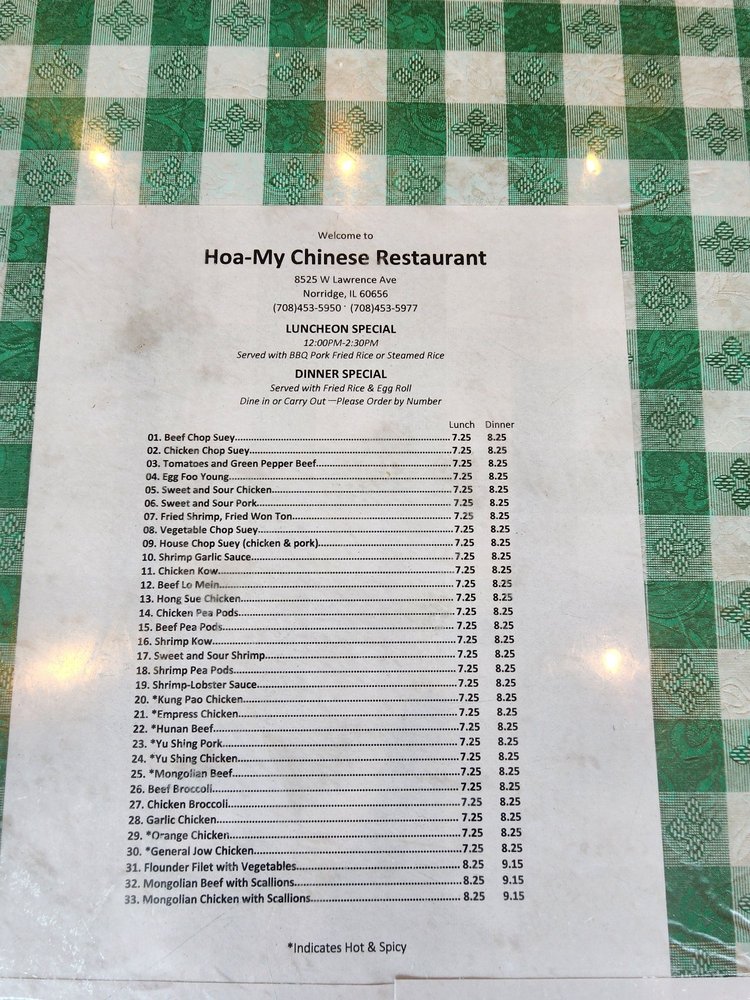 Welcome to
Hoa-My Chinese Restaurant
8525 W Lawrence Ave
Norridge, IL 60656
(708)453-5950 · (708)453-5977
LUNCHEON SPECIAL
12:00PM-2:30PM
Served with BBQ Pork Fried Rice or Steamed Rice
DINNER SPECIAL
Served with Fried Rice & Egg Roll
Dine in or Carry Out —Please Order by Number
Lunch Dinner
01. Beef Chop Suey 7.25 8.25
02. Chicken Chop Suey 7.25 8.25
03. Tomatoes and Green Pepper Beef 7.25 8.25
04. Egg Foo Young 7.25 8.25
05. Sweet and Sour Chicken 7.25 8.25
06. Sweet and Sour Pork 7.25 8.25
07. Fried Shrimp, Fried Won Ton 7.25 8.25
08. Vegetable Chop Suey 7.25 8.25
09. House Chop Suey (chicken & pork) 7.25 8.25
10. Shrimp Garlic Sauce 7.25 8.25
11. Chicken Kow 7.25 8.25
12. Beef Lo Mein 7.25 8.25
13. Hong Sue Chicken 7.25 8.25
14. Chicken Pea Pods 7.25 8.25
15. Beef Pea Pods 7.25 8.25
16. Shrimp Kow 7.25 8.25
17. Sweet and Sour Shrimp 7.25 8.25
18. Shrimp Pea Pods 7.25 8.25
19. Shrimp-Lobster Sauce 7.25 8.25
20. *Kung Pao Chicken 7.25 8.25
21. *Empress Chicken 7.25 8.25
22. *Hunan Beef 7.25 8.25
23. *Yu Shing Pork 7.25 8.25
24. *Yu Shing Chicken 7.25 8.25
25. *Mongolian Beef 7.25 8.25
26. Beef Broccoli 7.25 8.25
27. Chicken Broccoli 7.25 8.25
28. Garlic Chicken 7.25 8.25
29. *Orange Chicken 7.25 8.25
30. *General Jow Chicken 7.25 8.25
31. Flounder Filet with Vegetables 8.25 9.15
32. Mongolian Beef with Scallions 8.25 9.15
33. Mongolian Chicken with Scallions 8.25 9.15
*Indicates Hot & Spicy